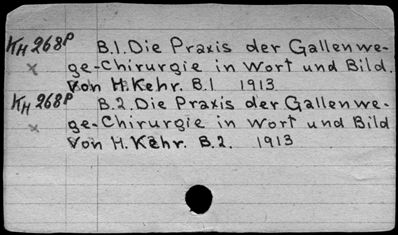 KH 268P B.1. Die Praxis der Gallenwe-
x ge-Chirurgie in Wort und Bild.
Von H. Kehr. B.1 1913
KH 268P B.2. Die Praxis der Gallenwe-
x ge-Chirurgie in Wort und Bild
Von H. Kehr. B.2. 1913